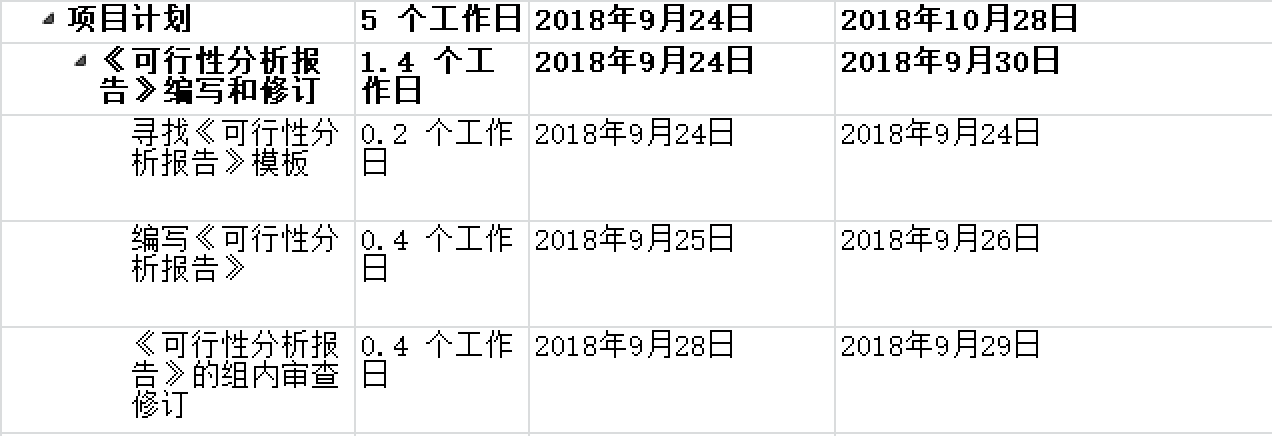 项目计划 5 个工作日 2018年9月24日 2018年10月28日
《可行性分析报 1.4 个工 2018年9月24日 2018年9月30日
告》编写和修订 作日
寻找《可行性分 0.2 个工作 2018年9月24日 2018年9月24日
析报告》模板 日
编写《可行性分 0.4 个工作 2018年9月25日 2018年9月26日
析报告》 日
《可行性分析报 0.4 个工作 2018年9月28日 2018年9月29日
告》的组内审查 日
修订